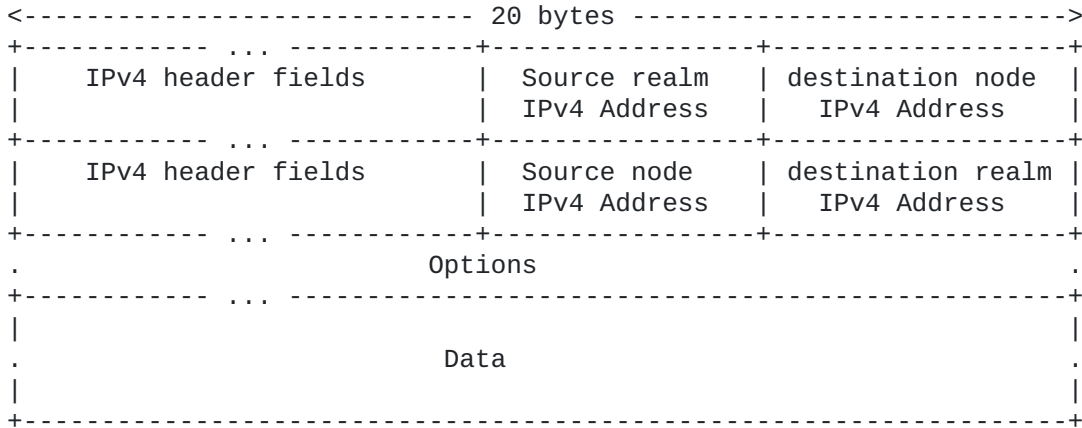 <----------------------------- 20 bytes ---------------------------->
+------------ ... ------------+-----------------+-------------------+
|    IPv4 header fields       |  Source realm   | destination node  |
|                             |  IPv4 Address   |   IPv4 Address    |
+------------ ... ------------+-----------------+-------------------+
|    IPv4 header fields       |  Source node    | destination realm |
|                             |  IPv4 Address   |   IPv4 Address    |
+------------ ... ------------+-----------------+-------------------+
.                          Options                                  .
+------------ ... --------------------------------------------------+
|                                                                   |
.                           Data                                    .
|                                                                   |
+-------------------------------------------------------------------+